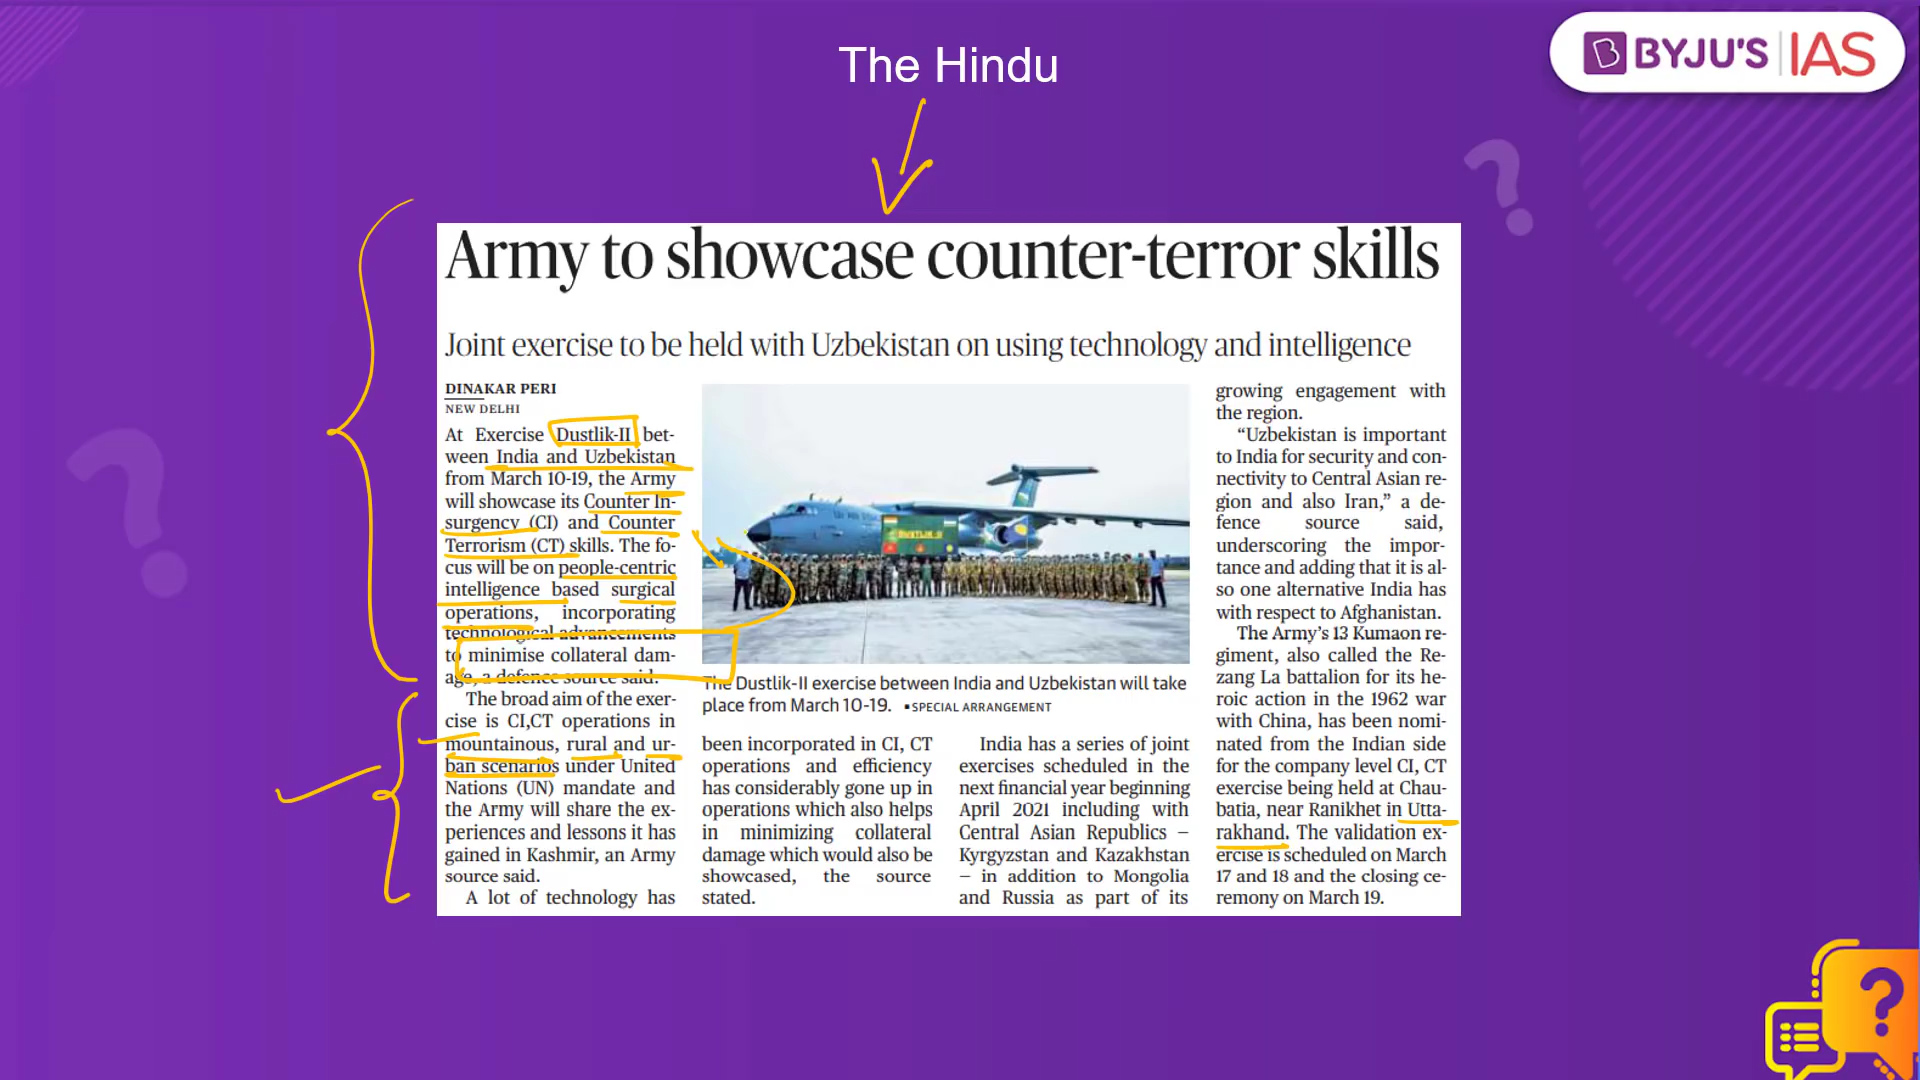 The Hindu
BYJU'S IAS
Army to showcase counter-terror skills
Joint exercise to be held with Uzbekistan on using technology and intelligence
DINAKAR PERI
NEW DELHI
At Exercise Dustlik-II bet-
ween India and Uzbekistan
from March 10-19, the Army
will showcase its Counter In-
surgency (CI) and Counter
Terrorism (CT) skills. The fo-
cus will be on people-centric
intelligence based surgical
operations, incorporating
technological advancements
to minimise collateral dam-
age, a defence source said.
The broad aim of the exer-
cise is CI,CT operations in
mountainous, rural and ur-
ban scenarios under United
Nations (UN) mandate and
the Army will share the ex-
periences and lessons it has
gained in Kashmir, an Army
source said.
A lot of technology has
DUSTLIK-II
The Dustlik-II exercise between India and Uzbekistan will take
place from March 10-19. ▪SPECIAL ARRANGEMENT
been incorporated in CI, CT
operations and efficiency
has considerably gone up in
operations which also helps
in minimizing collateral
damage which would also be
showcased, the source
stated.
India has a series of joint
exercises scheduled in the
next financial year beginning
April 2021 including with
Central Asian Republics –
Kyrgyzstan and Kazakhstan
– in addition to Mongolia
and Russia as part of its
growing engagement with
the region.
“Uzbekistan is important
to India for security and con-
nectivity to Central Asian re-
gion and also Iran,” a de-
fence source said,
underscoring the impor-
tance and adding that it is al-
so one alternative India has
with respect to Afghanistan.
The Army’s 13 Kumaon re-
giment, also called the Re-
zang La battalion for its he-
roic action in the 1962 war
with China, has been nomi-
nated from the Indian side
for the company level CI, CT
exercise being held at Chau-
batia, near Ranikhet in Utta-
rakhand. The validation ex-
ercise is scheduled on March
17 and 18 and the closing ce-
remony on March 19.